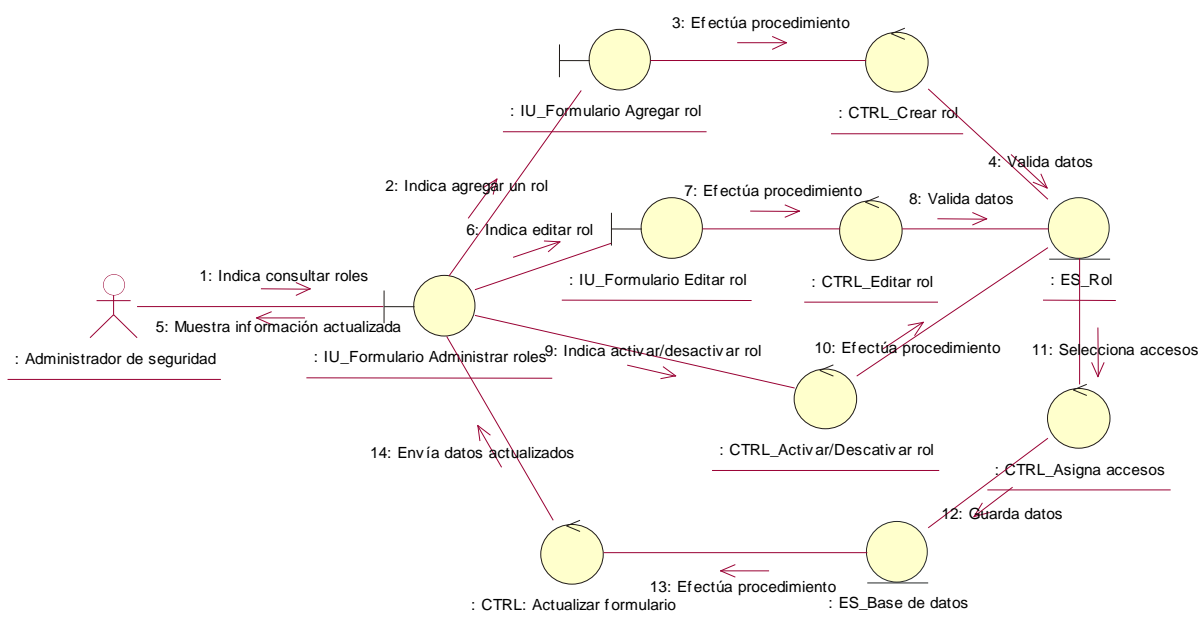 3: Efectúa procedimiento
: IU_Formulario Agregar rol
: CTRL_Crear rol
4: Valida datos
2: Indica agregar un rol
7: Efectúa procedimiento
8: Valida datos
6: Indica editar rol
: IU_Formulario Editar rol
: CTRL_Editar rol
: ES_Rol
1: Indica consultar roles
5: Muestra información actualizada
: Administrador de seguridad
: IU_Formulario Administrar roles
9: Indica activar/desactivar rol
10: Efectúa procedimiento
11: Selecciona accesos
: CTRL_Activar/Descativar rol
: CTRL_Asigna accesos
14: Envía datos actualizados
12: Guarda datos
13: Efectúa procedimiento
: CTRL: Actualizar formulario
: ES_Base de datos